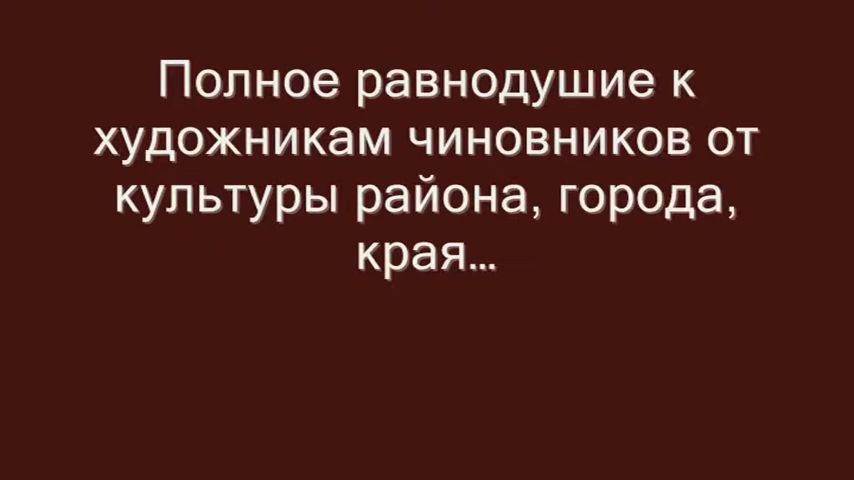 Полное равнодушие к
художникам чиновников от
культуры района, города,
края...